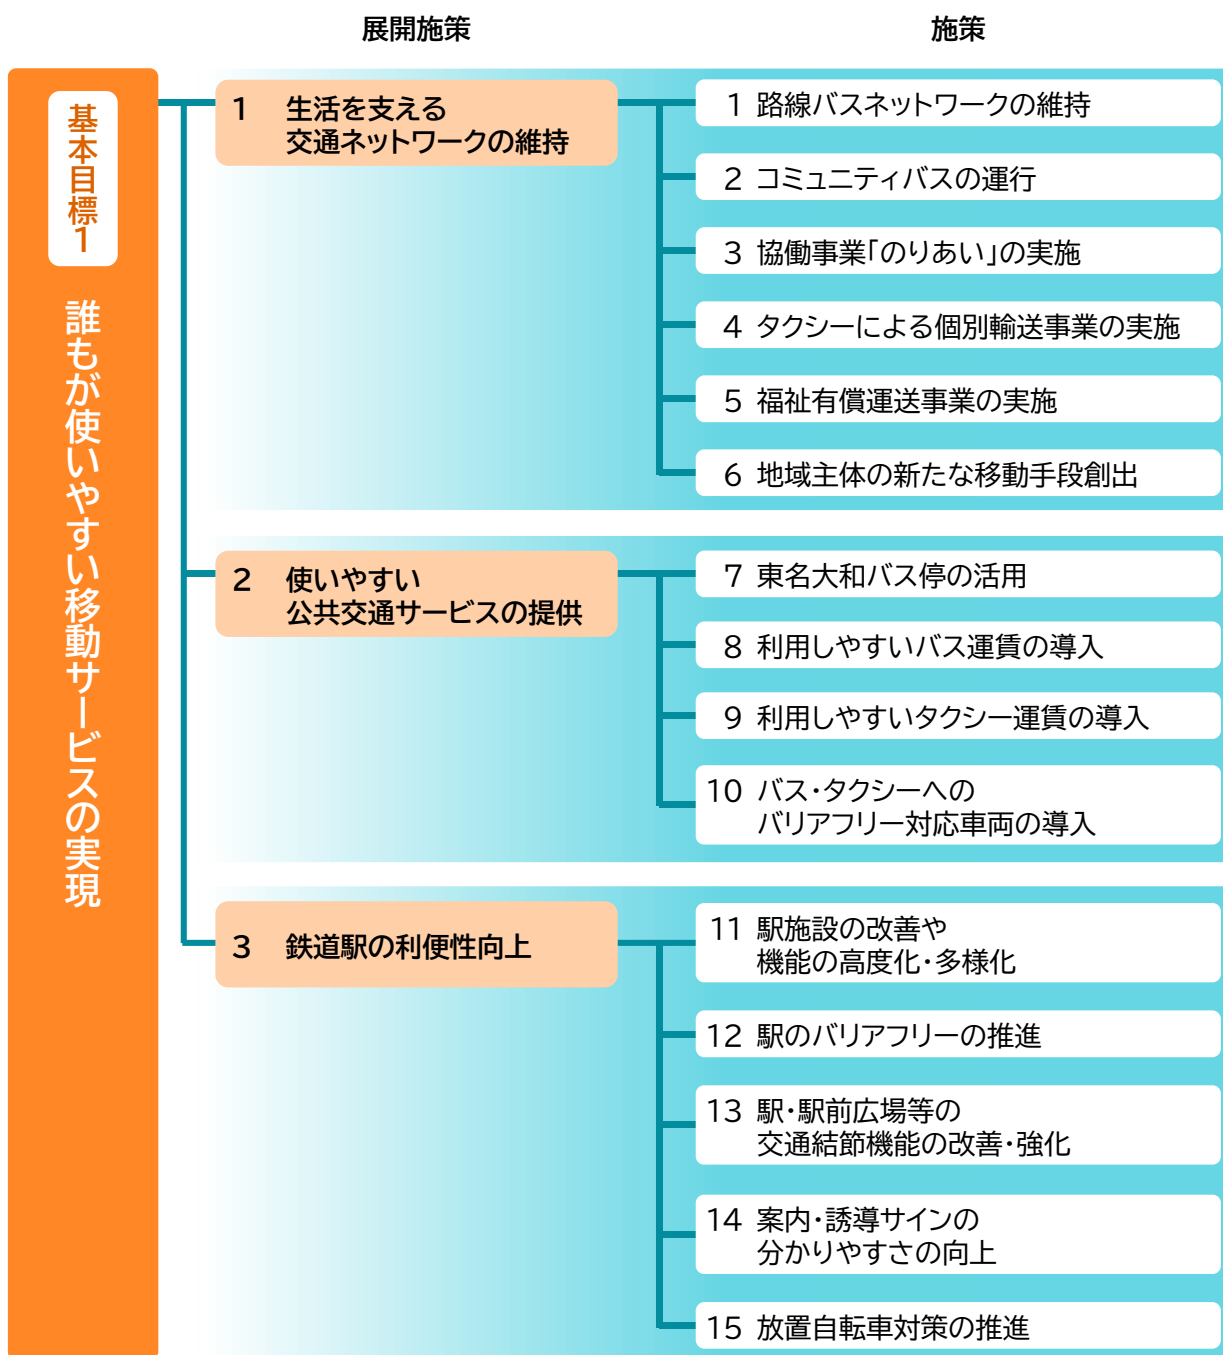 展開施策
施策
基本目標1
誰もが使いやすい移動サービスの実現
1 生活を支える
交通ネットワークの維持
1 路線バスネットワークの維持
2 コミュニティバスの運行
3 協働事業「のりあい」の実施
4 タクシーによる個別輸送事業の実施
5 福祉有償運送事業の実施
6 地域主体の新たな移動手段創出
2 使いやすい
公共交通サービスの提供
7 東名大和バス停の活用
8 利用しやすいバス運賃の導入
9 利用しやすいタクシー運賃の導入
10 バス・タクシーへの
バリアフリー対応車両の導入
3 鉄道駅の利便性向上
11 駅施設の改善や
機能の高度化・多様化
12 駅のバリアフリーの推進
13 駅・駅前広場等の
交通結節機能の改善・強化
14 案内・誘導サインの
分かりやすさの向上
15 放置自転車対策の推進